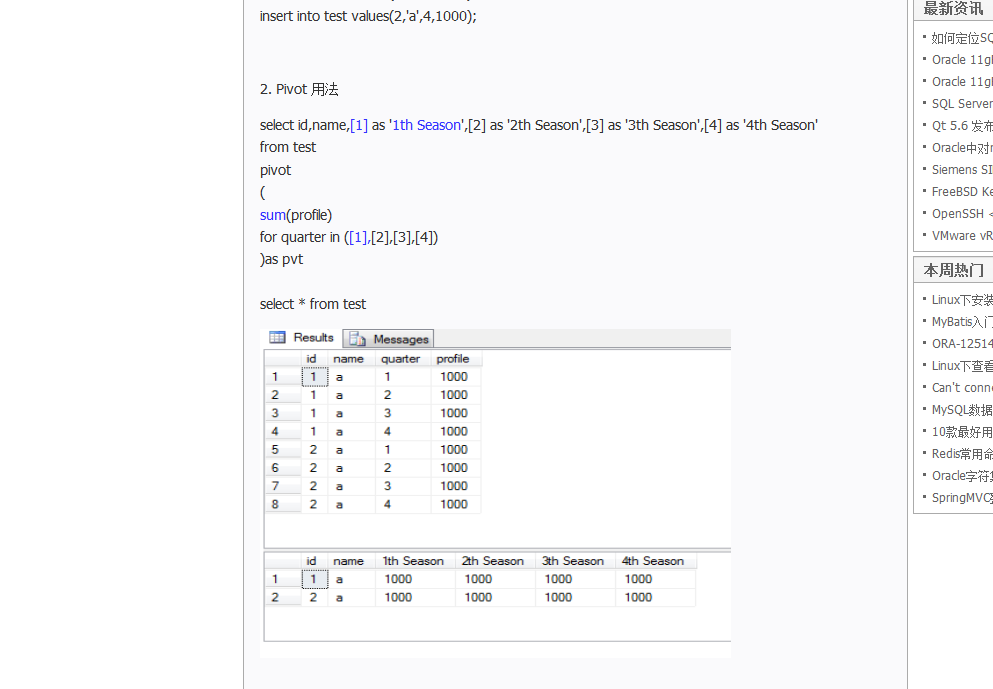 insert into test values(2,'a',4,1000);
2. Pivot 用法
select id,name,[1] as '1th Season',[2] as '2th Season',[3] as '3th Season',[4] as '4th Season'
from test
pivot
(
sum(profile)
for quarter in ([1],[2],[3],[4])
)as pvt
select * from test
Results Messages
id name quarter profile
1 1 a 1 1000
2 1 a 2 1000
3 1 a 3 1000
4 1 a 4 1000
5 2 a 1 1000
6 2 a 2 1000
7 2 a 3 1000
8 2 a 4 1000
id name 1th Season 2th Season 3th Season 4th Season
1 1 a 1000 1000 1000 1000
2 2 a 1000 1000 1000 1000
最新资讯
如何定位SQ
Oracle 11g
Oracle 11g
SQL Server
Qt 5.6 发布
Oracle中对
Siemens SI
FreeBSD Ke
OpenSSH <
VMware vR
本周热门
Linux下安装
MyBatis入门
ORA-12514
Linux下查看
Can't conn
MySQL数据
10款最好用
Redis常用命
Oracle字符
SpringMVC